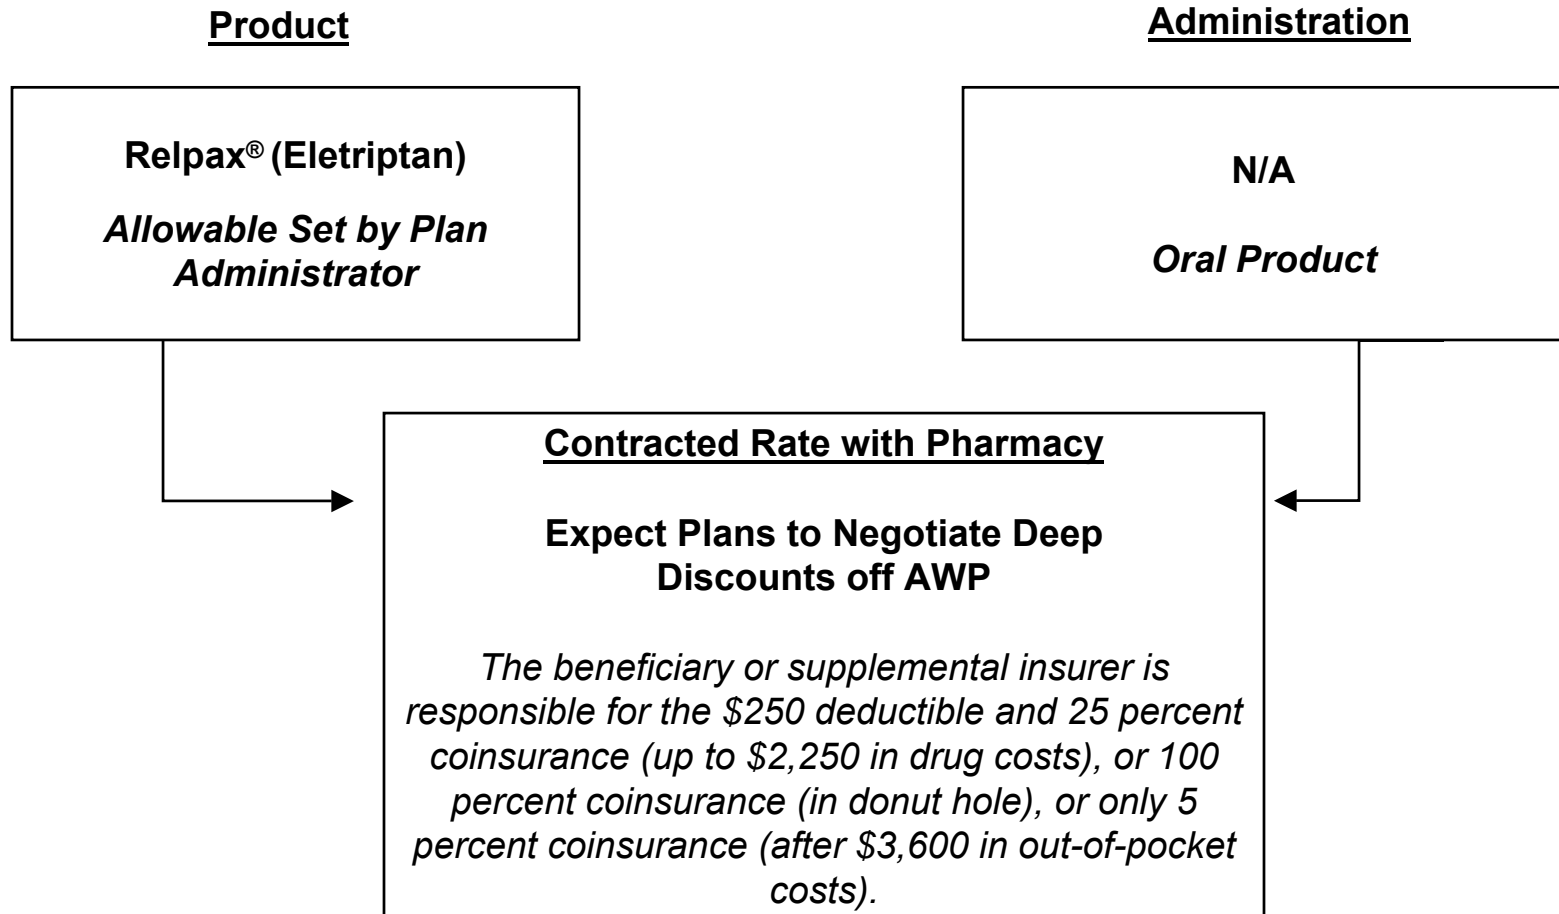 Product
Administration
Relpax® (Eletriptan)
Allowable Set by Plan
Administrator
N/A
Oral Product
Contracted Rate with Pharmacy
Expect Plans to Negotiate Deep
Discounts off AWP
The beneficiary or supplemental insurer is
responsible for the $250 deductible and 25 percent
coinsurance (up to $2,250 in drug costs), or 100
percent coinsurance (in donut hole), or only 5
percent coinsurance (after $3,600 in out-of-pocket
costs).